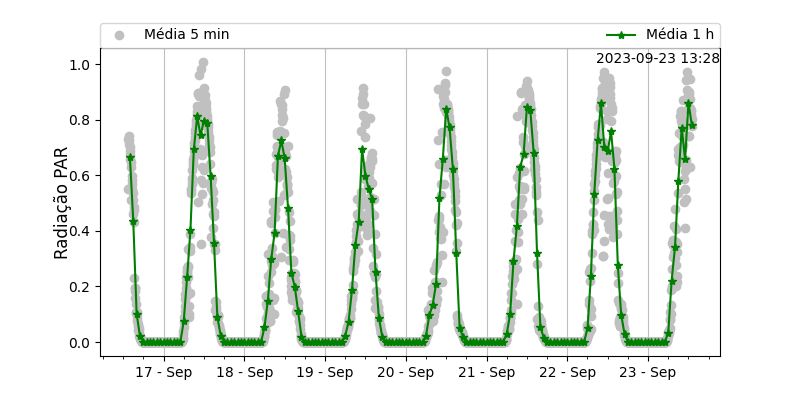 Média 5 min
Média 1 h
2023-09-23 13:28
Radiação PAR
1.0
0.8
0.6
0.4
0.2
0.0
17 - Sep
18 - Sep
19 - Sep
20 - Sep
21 - Sep
22 - Sep
23 - Sep